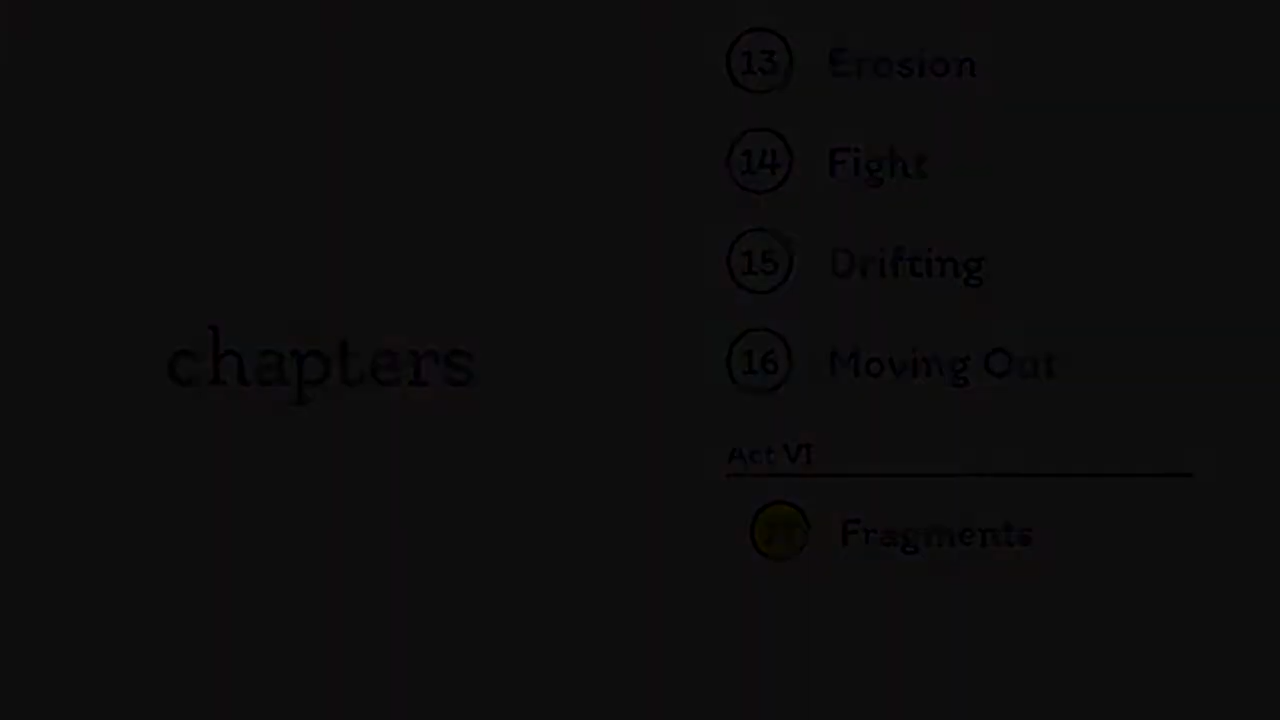 13 Erosion
14 Fight
15 Drifting
chapters
16 Moving Out
Act VI
Fragments